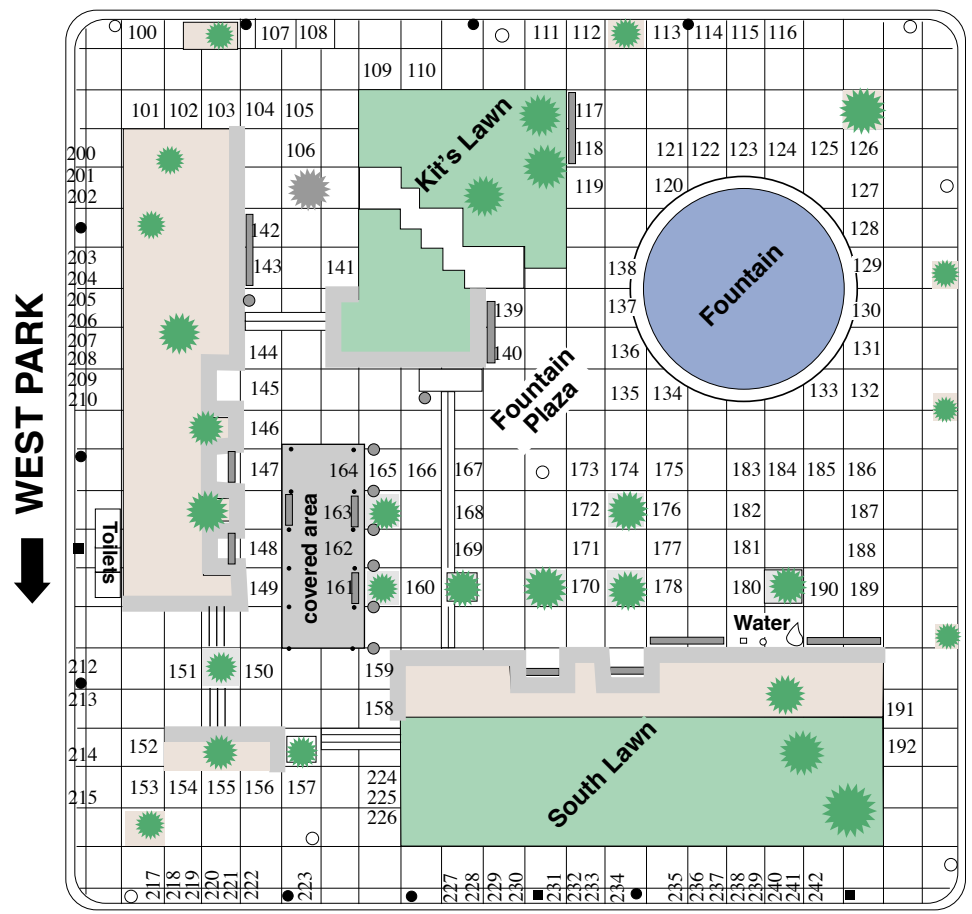 100 107 108 111 112 113 114 115 116
109 110
101 102 103 104 105 117
Kit's Lawn
200 106 118 121 122 123 124 125 126
201
202 119 120 127
142 128
203 143 141 138 Fountain 129
204
205 139 137 130
206
207
208 144 140 136 131
209 145 135 134 133 132
210
Fountain
Plaza
WEST PARK
146
147 164 165 166 167 173 174 175 183 184 185 186
163 168 172 176 182 187
Toilets
covered area
148 162 169 171 177 181 188
149 161 160 170 178 180 190 189
Water
212 151 150 159
213 158 191
214 152 192
South Lawn
215 153 154 155 156 157 224
225
226
217 218 219 220 221 222 223 227 228 229 230 231 232 233 234 235 236 237 238 239 240 241 242